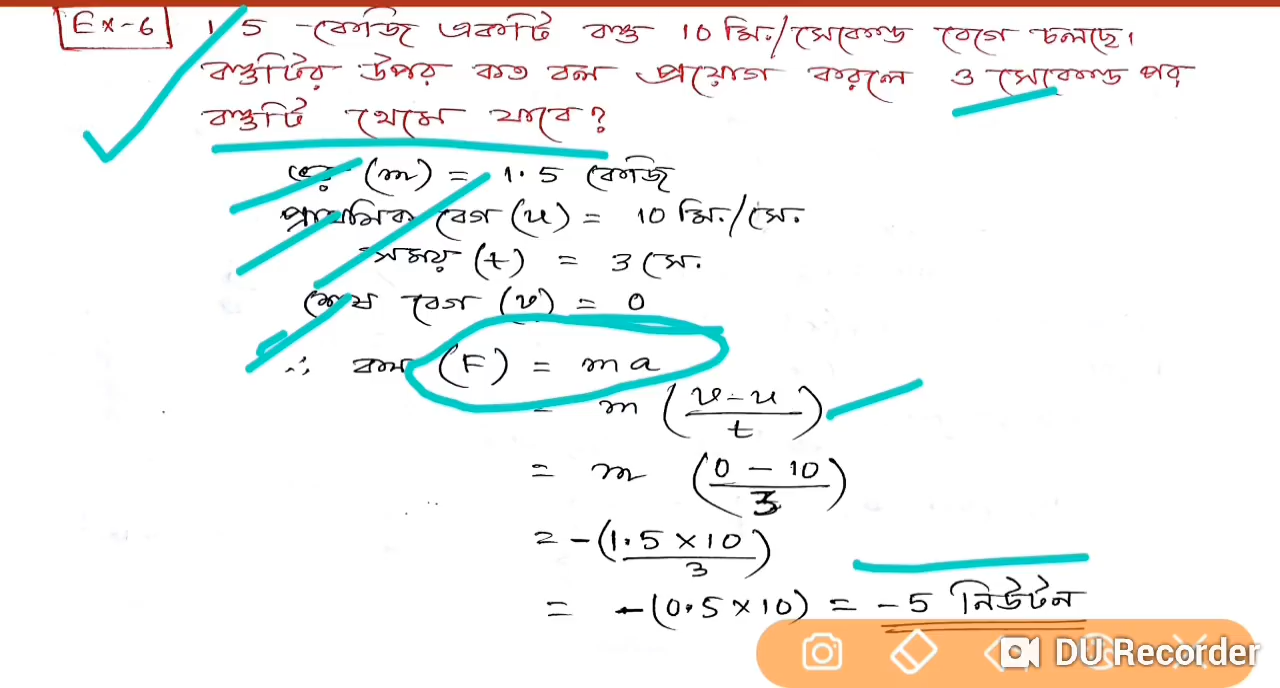 Ex-6 1.5 কেজি একটি বস্তু 10 মি./সেকেন্ড বেগে চলছে।
বস্তুটির উপর কত বল প্রয়োগ করলে ৩ সেকেন্ড পর
বস্তুটি থেমে যাবে?
ভর (m) = 1.5 কেজি
প্রাথমিক বেগ (u) = 10 মি./সে.
সময় (t) = 3 সে.
শেষ বেগ (v) = 0
∴ বল (F) = ma
= m (v-u/t)
= m (0-10/3)
= -(1.5×10/3)
= -(0.5×10) = -5 নিউটন
DU Recorder